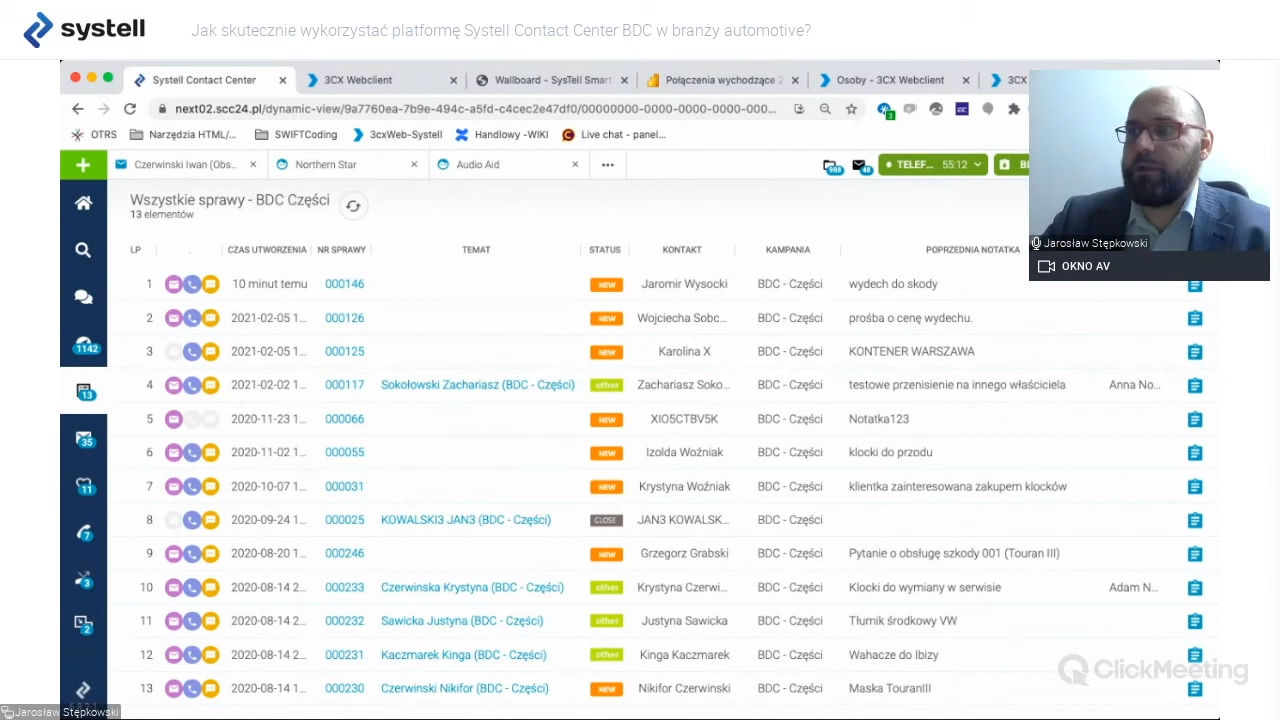 systell
Jak skutecznie wykorzystać platformę Systell Contact Center BDC w branży automotive?
Systell Contact Center
3CX Webclient
Wallboard - SysTell Smart
Połączenia wychodzące 2
Osoby - 3CX Webclient
3CX
next02.scc24.pl/dynamic-view/9a7760ea-7b9e-494c-a5fd-c4cec2e47df0/00000000-0000-0000-0000-000...
3
OTRS
Narzędzia HTML/...
SWIFTCoding
3cxWeb-Systell
Handlowy -WIKI
Live chat - panel...
Czerwinski Iwan (Obs...
Northern Star
Audio Aid
988
48
TELEF... 55:12
Wszystkie sprawy - BDC Części
13 elementów
LP . CZAS UTWORZENIA NR SPRAWY TEMAT STATUS KONTAKT KAMPANIA POPRZEDNIA NOTATKA
1 10 minut temu 000146 NEW Jaromir Wysocki BDC - Części wydech do skody
2 2021-02-05 1... 000126 NEW Wojciecha Sobc... BDC - Części prośba o cenę wydechu.
3 2021-02-05 1... 000125 NEW Karolina X BDC - Części KONTENER WARSZAWA
4 2021-02-02 1... 000117 Sokołowski Zachariasz (BDC - Części) other Zachariasz Soko... BDC - Części testowe przenisienie na innego właściciela Anna No...
5 2020-11-23 1... 000066 NEW XIO5CTBV5K BDC - Części Notatka123
6 2020-11-02 1... 000055 NEW Izolda Woźniak BDC - Części klocki do przodu
7 2020-10-07 1... 000031 NEW Krystyna Woźniak BDC - Części klientka zainteresowana zakupem klocków
8 2020-09-24 1... 000025 KOWALSKI3 JAN3 (BDC - Części) CLOSE JAN3 KOWALSK... BDC - Części
9 2020-08-20 1... 000246 NEW Grzegorz Grabski BDC - Części Pytanie o obsługę szkody 001 (Touran III)
10 2020-08-14 2... 000233 Czerwinska Krystyna (BDC - Części) other Krystyna Czerwi... BDC - Części Klocki do wymiany w serwisie Adam N...
11 2020-08-14 2... 000232 Sawicka Justyna (BDC - Części) other Justyna Sawicka BDC - Części Tłumik środkowy VW
12 2020-08-14 2... 000231 Kaczmarek Kinga (BDC - Części) other Kinga Kaczmarek BDC - Części Wahacze do Ibizy
13 2020-08-14 1... 000230 Czerwinski Nikifor (BDC - Części) NEW Nikifor Czerwinski BDC - Części Maska TouranIII
1142
13
35
11
7
3
2
Jarosław Stępkowski
OKNO AV
ClickMeeting
Jarosław Stępkowski